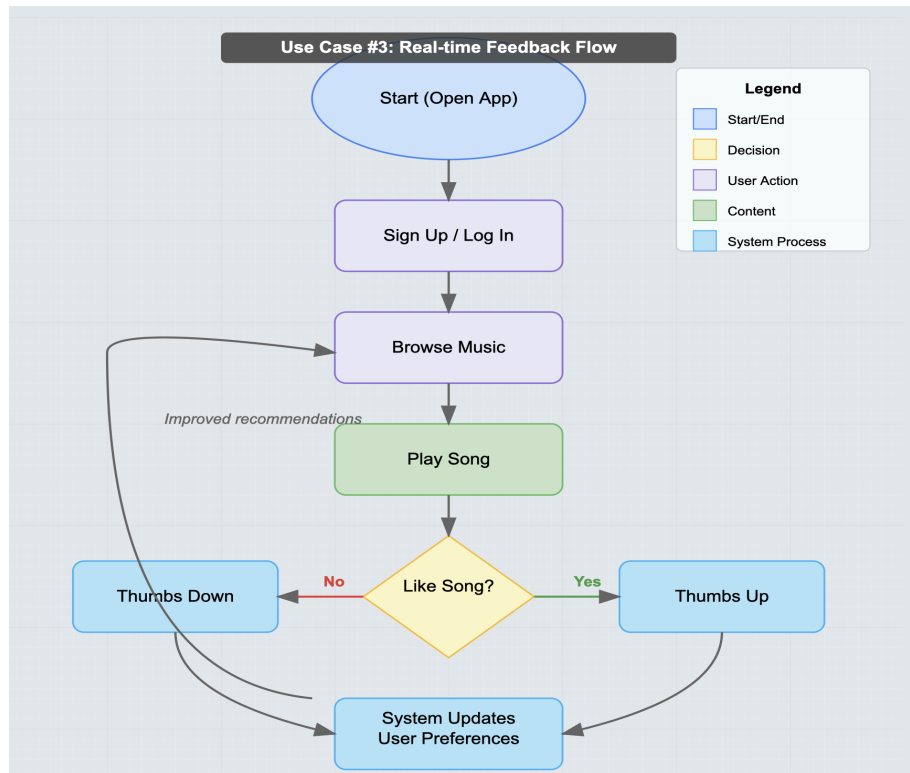 Use Case #3: Real-time Feedback Flow
Start (Open App)
Legend
Start/End
Decision
User Action
Content
System Process
Sign Up / Log In
Browse Music
Improved recommendations
Play Song
Like Song?
No
Yes
Thumbs Down
Thumbs Up
System Updates
User Preferences